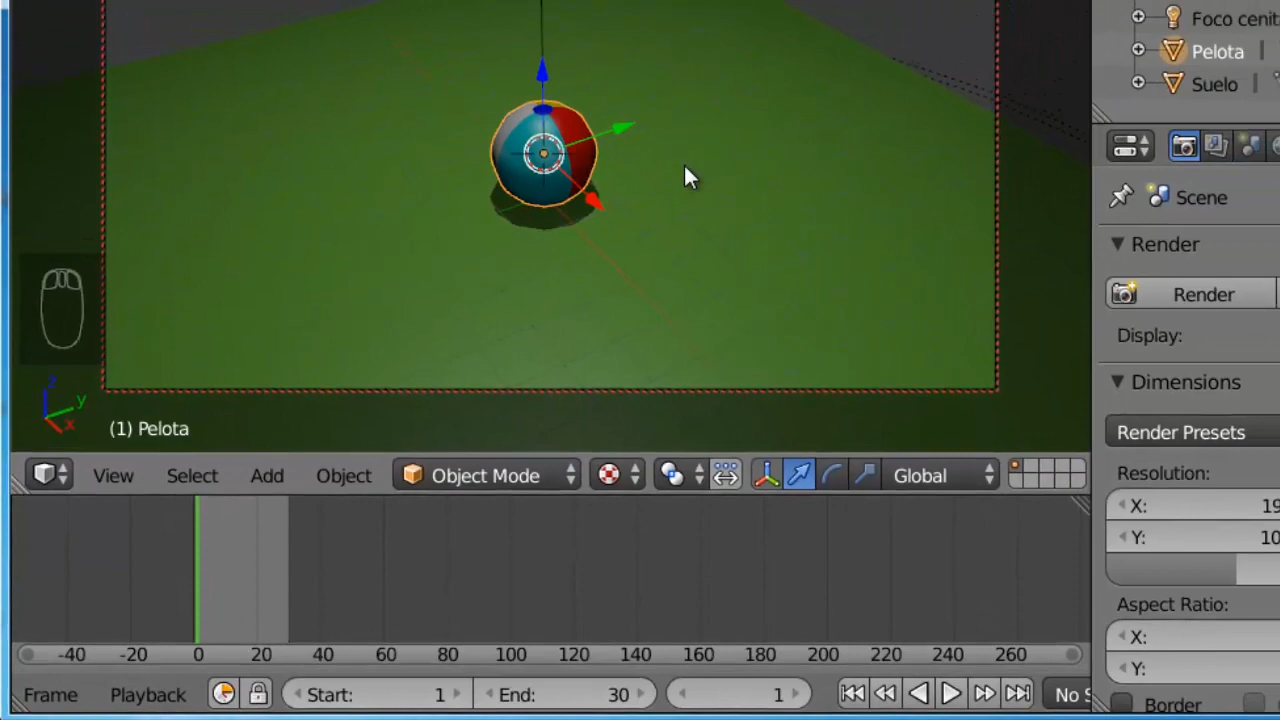 Foco cenit
Pelota
Suelo
Scene
Render
Render
Display:
Dimensions
Render Presets
Resolution:
X: 19
Y: 10
Aspect Ratio:
X:
Y:
Border
z
y
x
(1) Pelota
View Select Add Object Object Mode Global
-40 -20 0 20 40 60 80 100 120 140 160 180 200 220 240 260
Frame Playback Start: 1 End: 30 1 No S